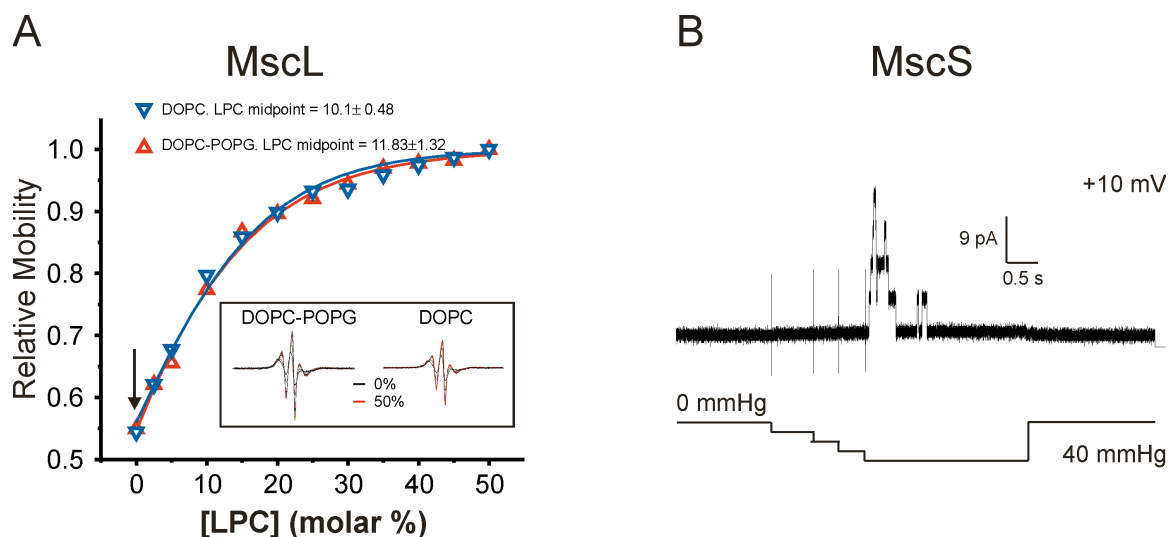 A
MscL
DOPC. LPC midpoint = 10.1± 0.48
DOPC-POPG. LPC midpoint = 11.83±1.32
1.0
0.9
0.8
0.7
0.6
0.5
Relative Mobility
DOPC-POPG
DOPC
0%
50%
0
10
20
30
40
50
[LPC] (molar %)
B
MscS
+10 mV
9 pA
0.5 s
0 mmHg
40 mmHg